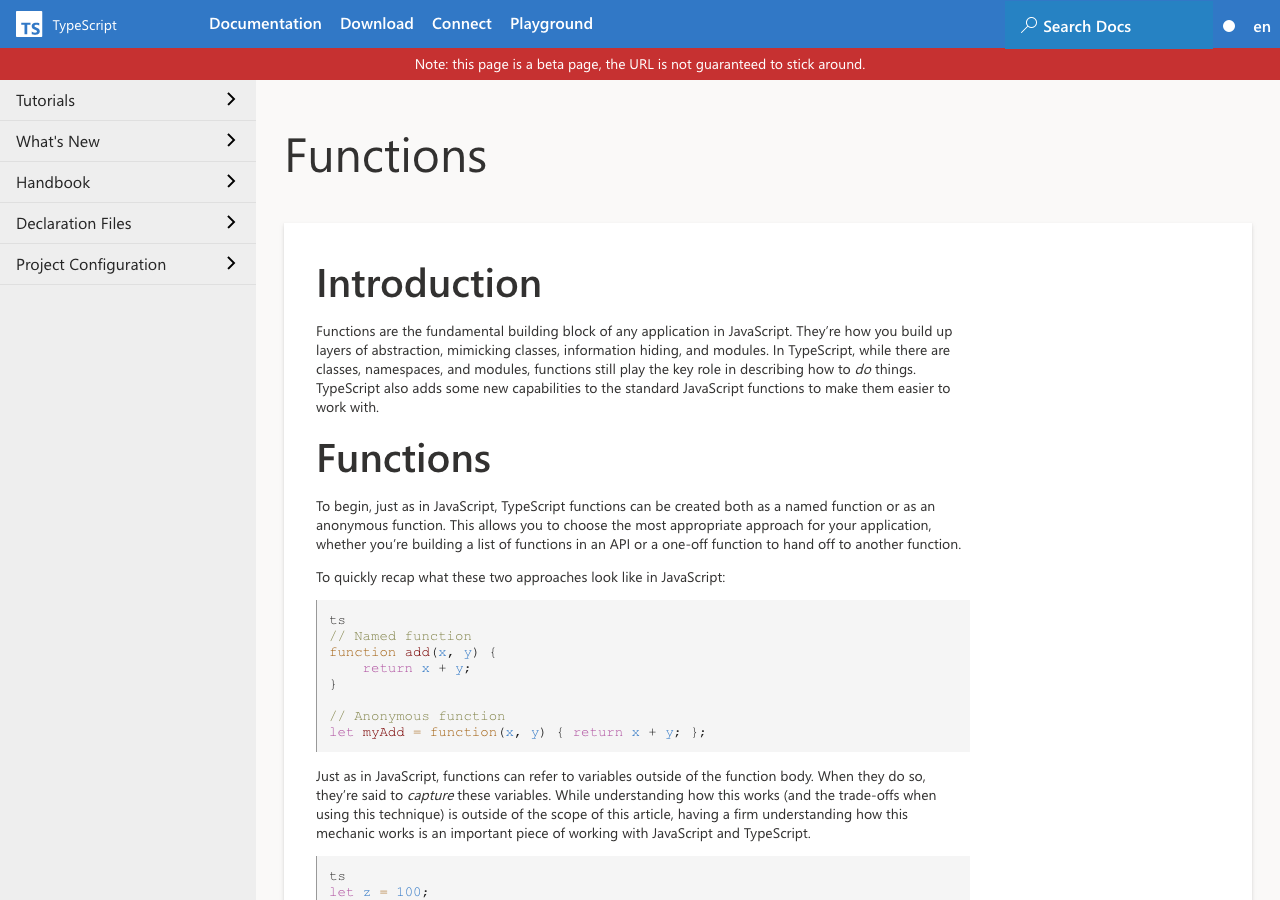 TS TypeScript Documentation Download Connect Playground Search Docs en
Note: this page is a beta page, the URL is not guaranteed to stick around.
Tutorials
What's New
Handbook
Declaration Files
Project Configuration
Functions
Introduction
Functions are the fundamental building block of any application in JavaScript. They’re how you build up
layers of abstraction, mimicking classes, information hiding, and modules. In TypeScript, while there are
classes, namespaces, and modules, functions still play the key role in describing how to do things.
TypeScript also adds some new capabilities to the standard JavaScript functions to make them easier to
work with.
Functions
To begin, just as in JavaScript, TypeScript functions can be created both as a named function or as an
anonymous function. This allows you to choose the most appropriate approach for your application,
whether you’re building a list of functions in an API or a one-off function to hand off to another function.
To quickly recap what these two approaches look like in JavaScript:
ts
// Named function
function add(x, y) {
    return x + y;
}
// Anonymous function
let myAdd = function(x, y) { return x + y; };
Just as in JavaScript, functions can refer to variables outside of the function body. When they do so,
they’re said to capture these variables. While understanding how this works (and the trade-offs when
using this technique) is outside of the scope of this article, having a firm understanding how this
mechanic works is an important piece of working with JavaScript and TypeScript.
ts
let z = 100;